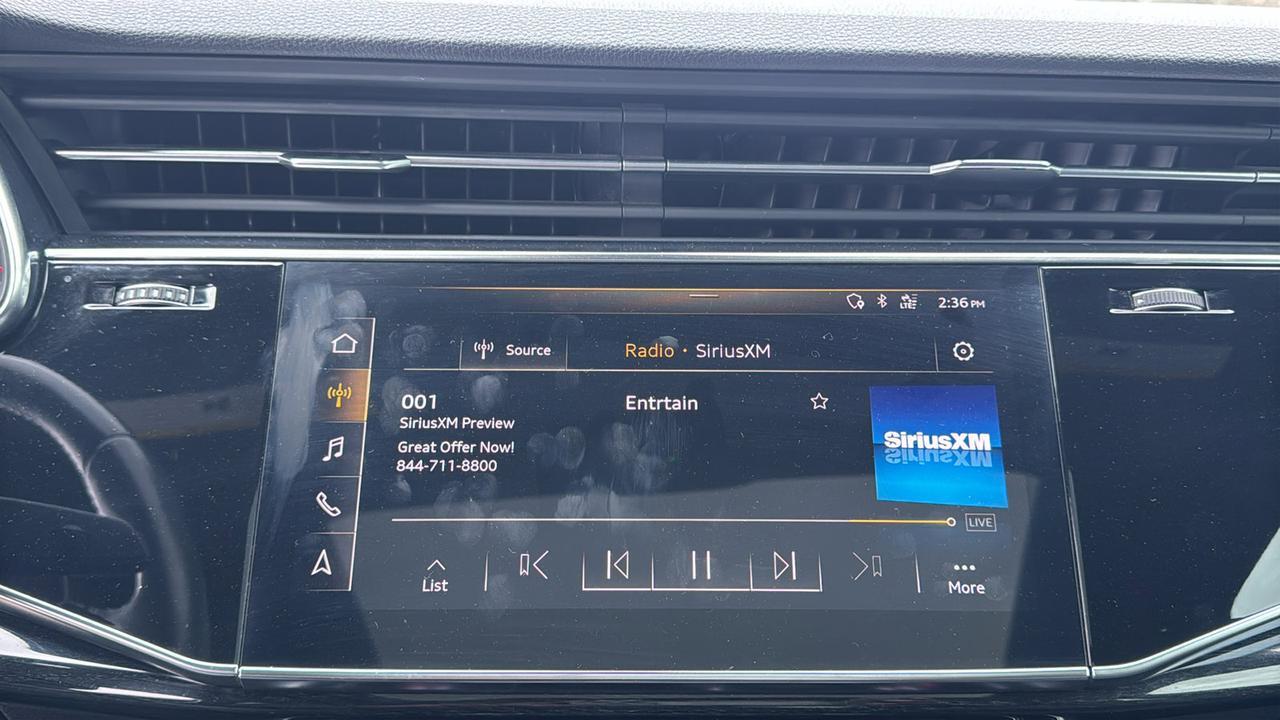 LTE
2:36 PM
Source
Radio · SiriusXM
001
Entrtain
SiriusXM Preview
Great Offer Now!
844-711-8800
SiriusXM
LIVE
List
More